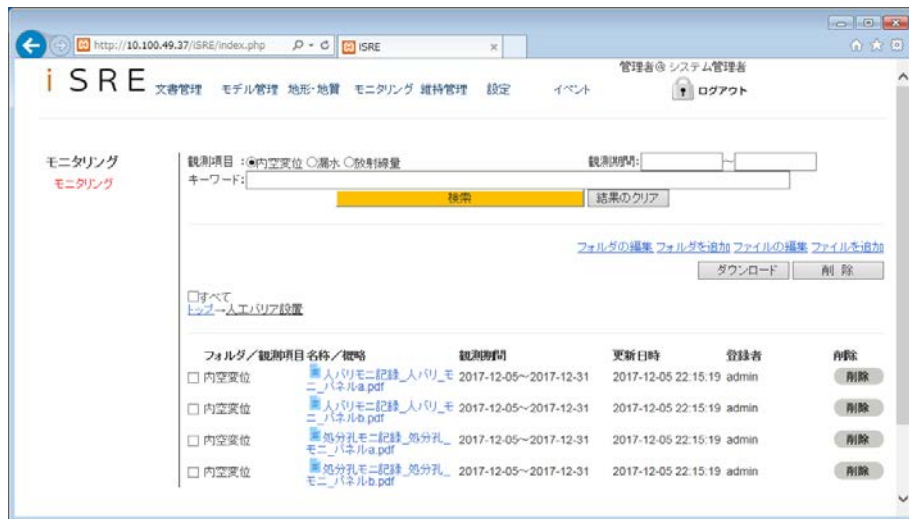 http://10.100.49.37/iSRE/index.php
iSRE
管理者@ システム管理者
iSRE 文書管理 モデル管理 地形・地質 モニタリング 維持管理 設定 イベント ログアウト
モニタリング
モニタリング
観測項目 :内空変位 漏水 放射線量 観測期間: ～
キーワード:
検索 結果のクリア
フォルダの編集 フォルダを追加 ファイルの編集 ファイルを追加
ダウンロード 削 除
すべて
トップ→人工バリア設置
フォルダ/観測項目 名称/概略 観測期間 更新日時 登録者 削除
内空変位 人バリモニ記録_人バリ_モニ_パネルa.pdf 2017-12-05～2017-12-31 2017-12-05 22:15:19 admin 削除
内空変位 人バリモニ記録_人バリ_モニ_パネルb.pdf 2017-12-05～2017-12-31 2017-12-05 22:15:19 admin 削除
内空変位 処分孔モニ記録_処分孔_モニ_パネルa.pdf 2017-12-05～2017-12-31 2017-12-05 22:15:19 admin 削除
内空変位 処分孔モニ記録_処分孔_モニ_パネルb.pdf 2017-12-05～2017-12-31 2017-12-05 22:15:19 admin 削除